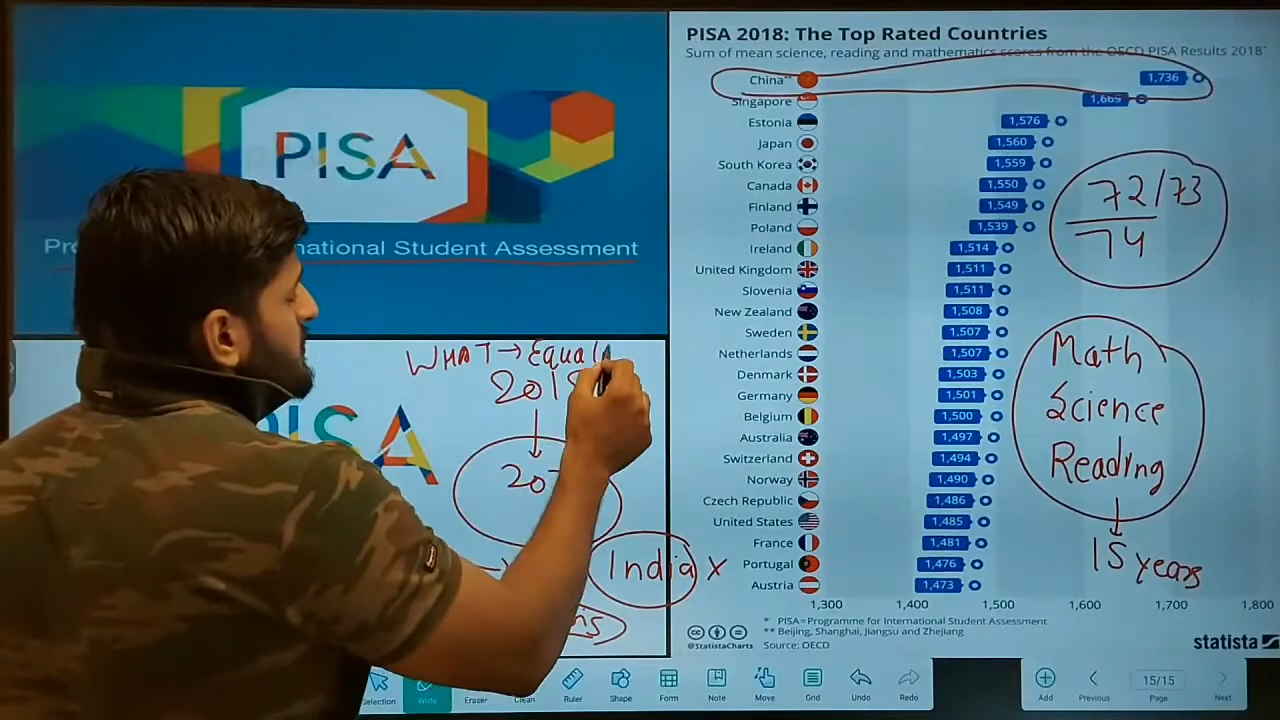 PISA
national Student Assessment
WHAT → Equal
India X
PISA 2018: The Top Rated Countries
Sum of mean science, reading and mathematics scores from the OECD PISA Results 2018*
China** 1,736
Singapore 1,669
Estonia 1,576
Japan 1,560
South Korea 1,559
Canada 1,550
Finland 1,549
Poland 1,539
Ireland 1,514
United Kingdom 1,511
Slovenia 1,511
New Zealand 1,508
Sweden 1,507
Netherlands 1,507
Denmark 1,503
Germany 1,501
Belgium 1,500
Australia 1,497
Switzerland 1,494
Norway 1,490
Czech Republic 1,486
United States 1,485
France 1,481
Portugal 1,476
Austria 1,473
1,300 1,400 1,500 1,600 1,700 1,800
72/73
74
Math
Science
Reading
15 years
* PISA=Programme for International Student Assessment
** Beijing, Shanghai, Jiangsu and Zhejiang
@StatistaCharts Source: OECD
statista
Selection Write Eraser Clean Ruler Shape Form Note Move Grid Undo Redo
Add Previous 15/15 Page Next